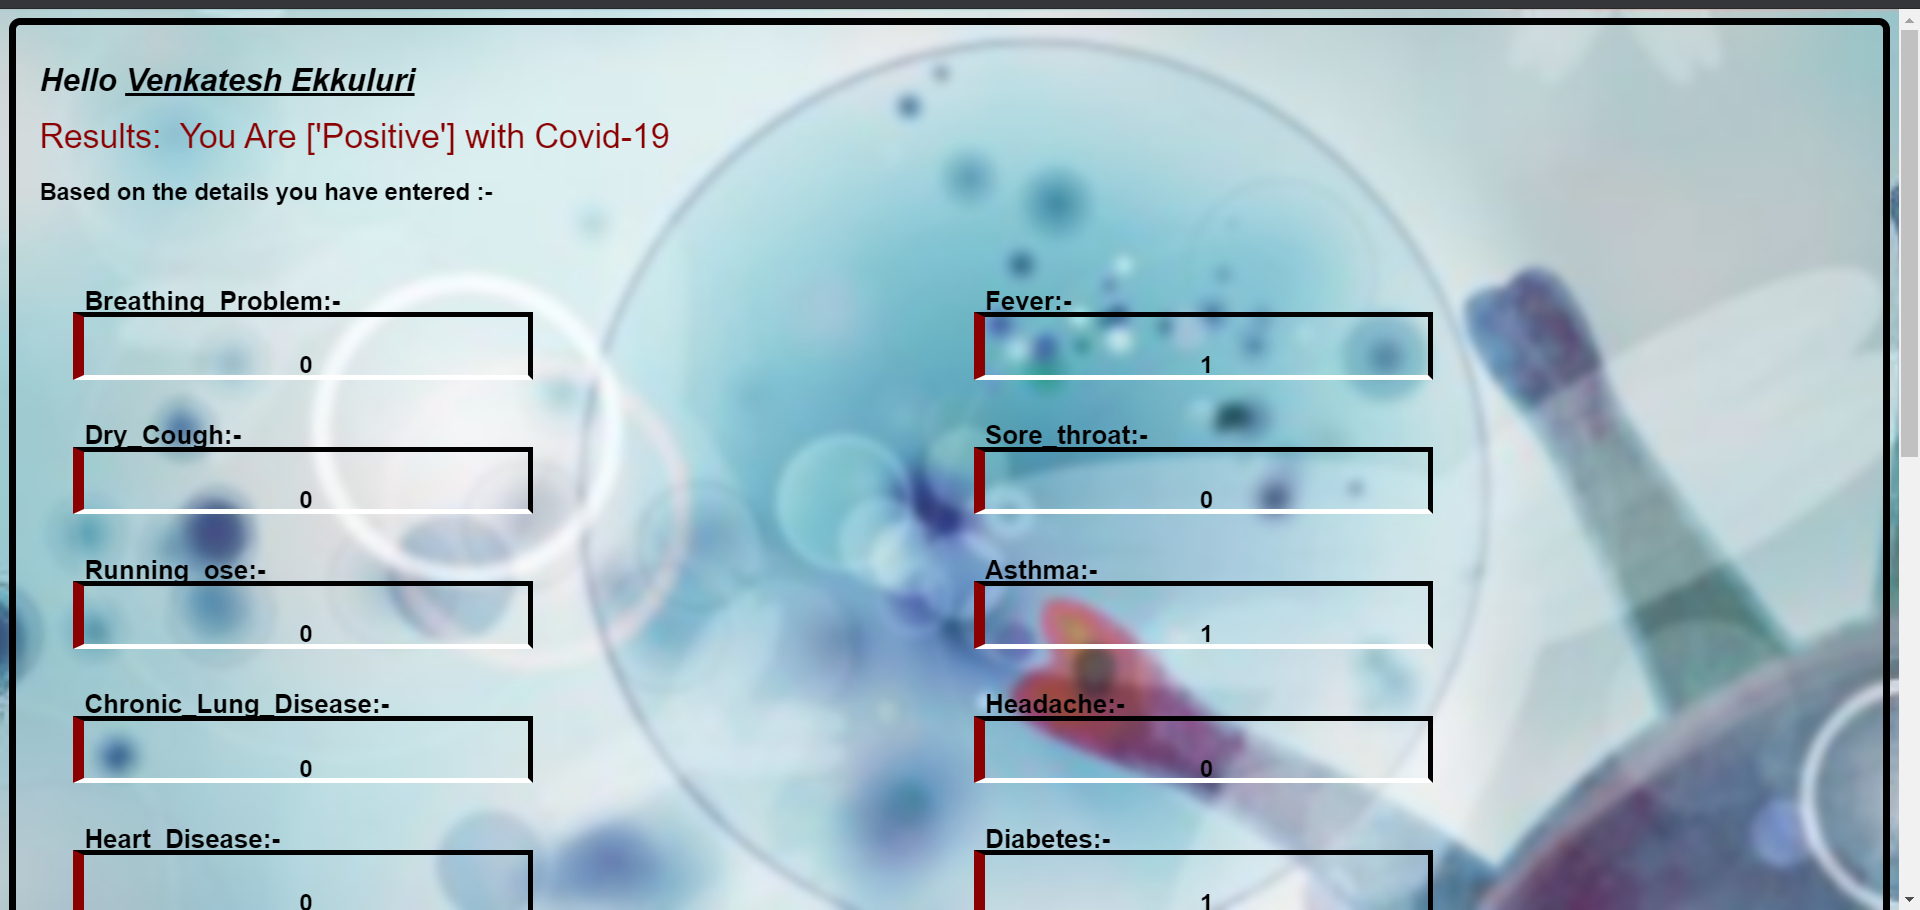 Hello Venkatesh Ekkuluri
Results: You Are ['Positive'] with Covid-19
Based on the details you have entered :-
Breathing_Problem:-
0
Fever:-
1
Dry_Cough:-
0
Sore_throat:-
0
Running_ose:-
0
Asthma:-
1
Chronic_Lung_Disease:-
0
Headache:-
0
Heart_Disease:-
0
Diabetes:-
1